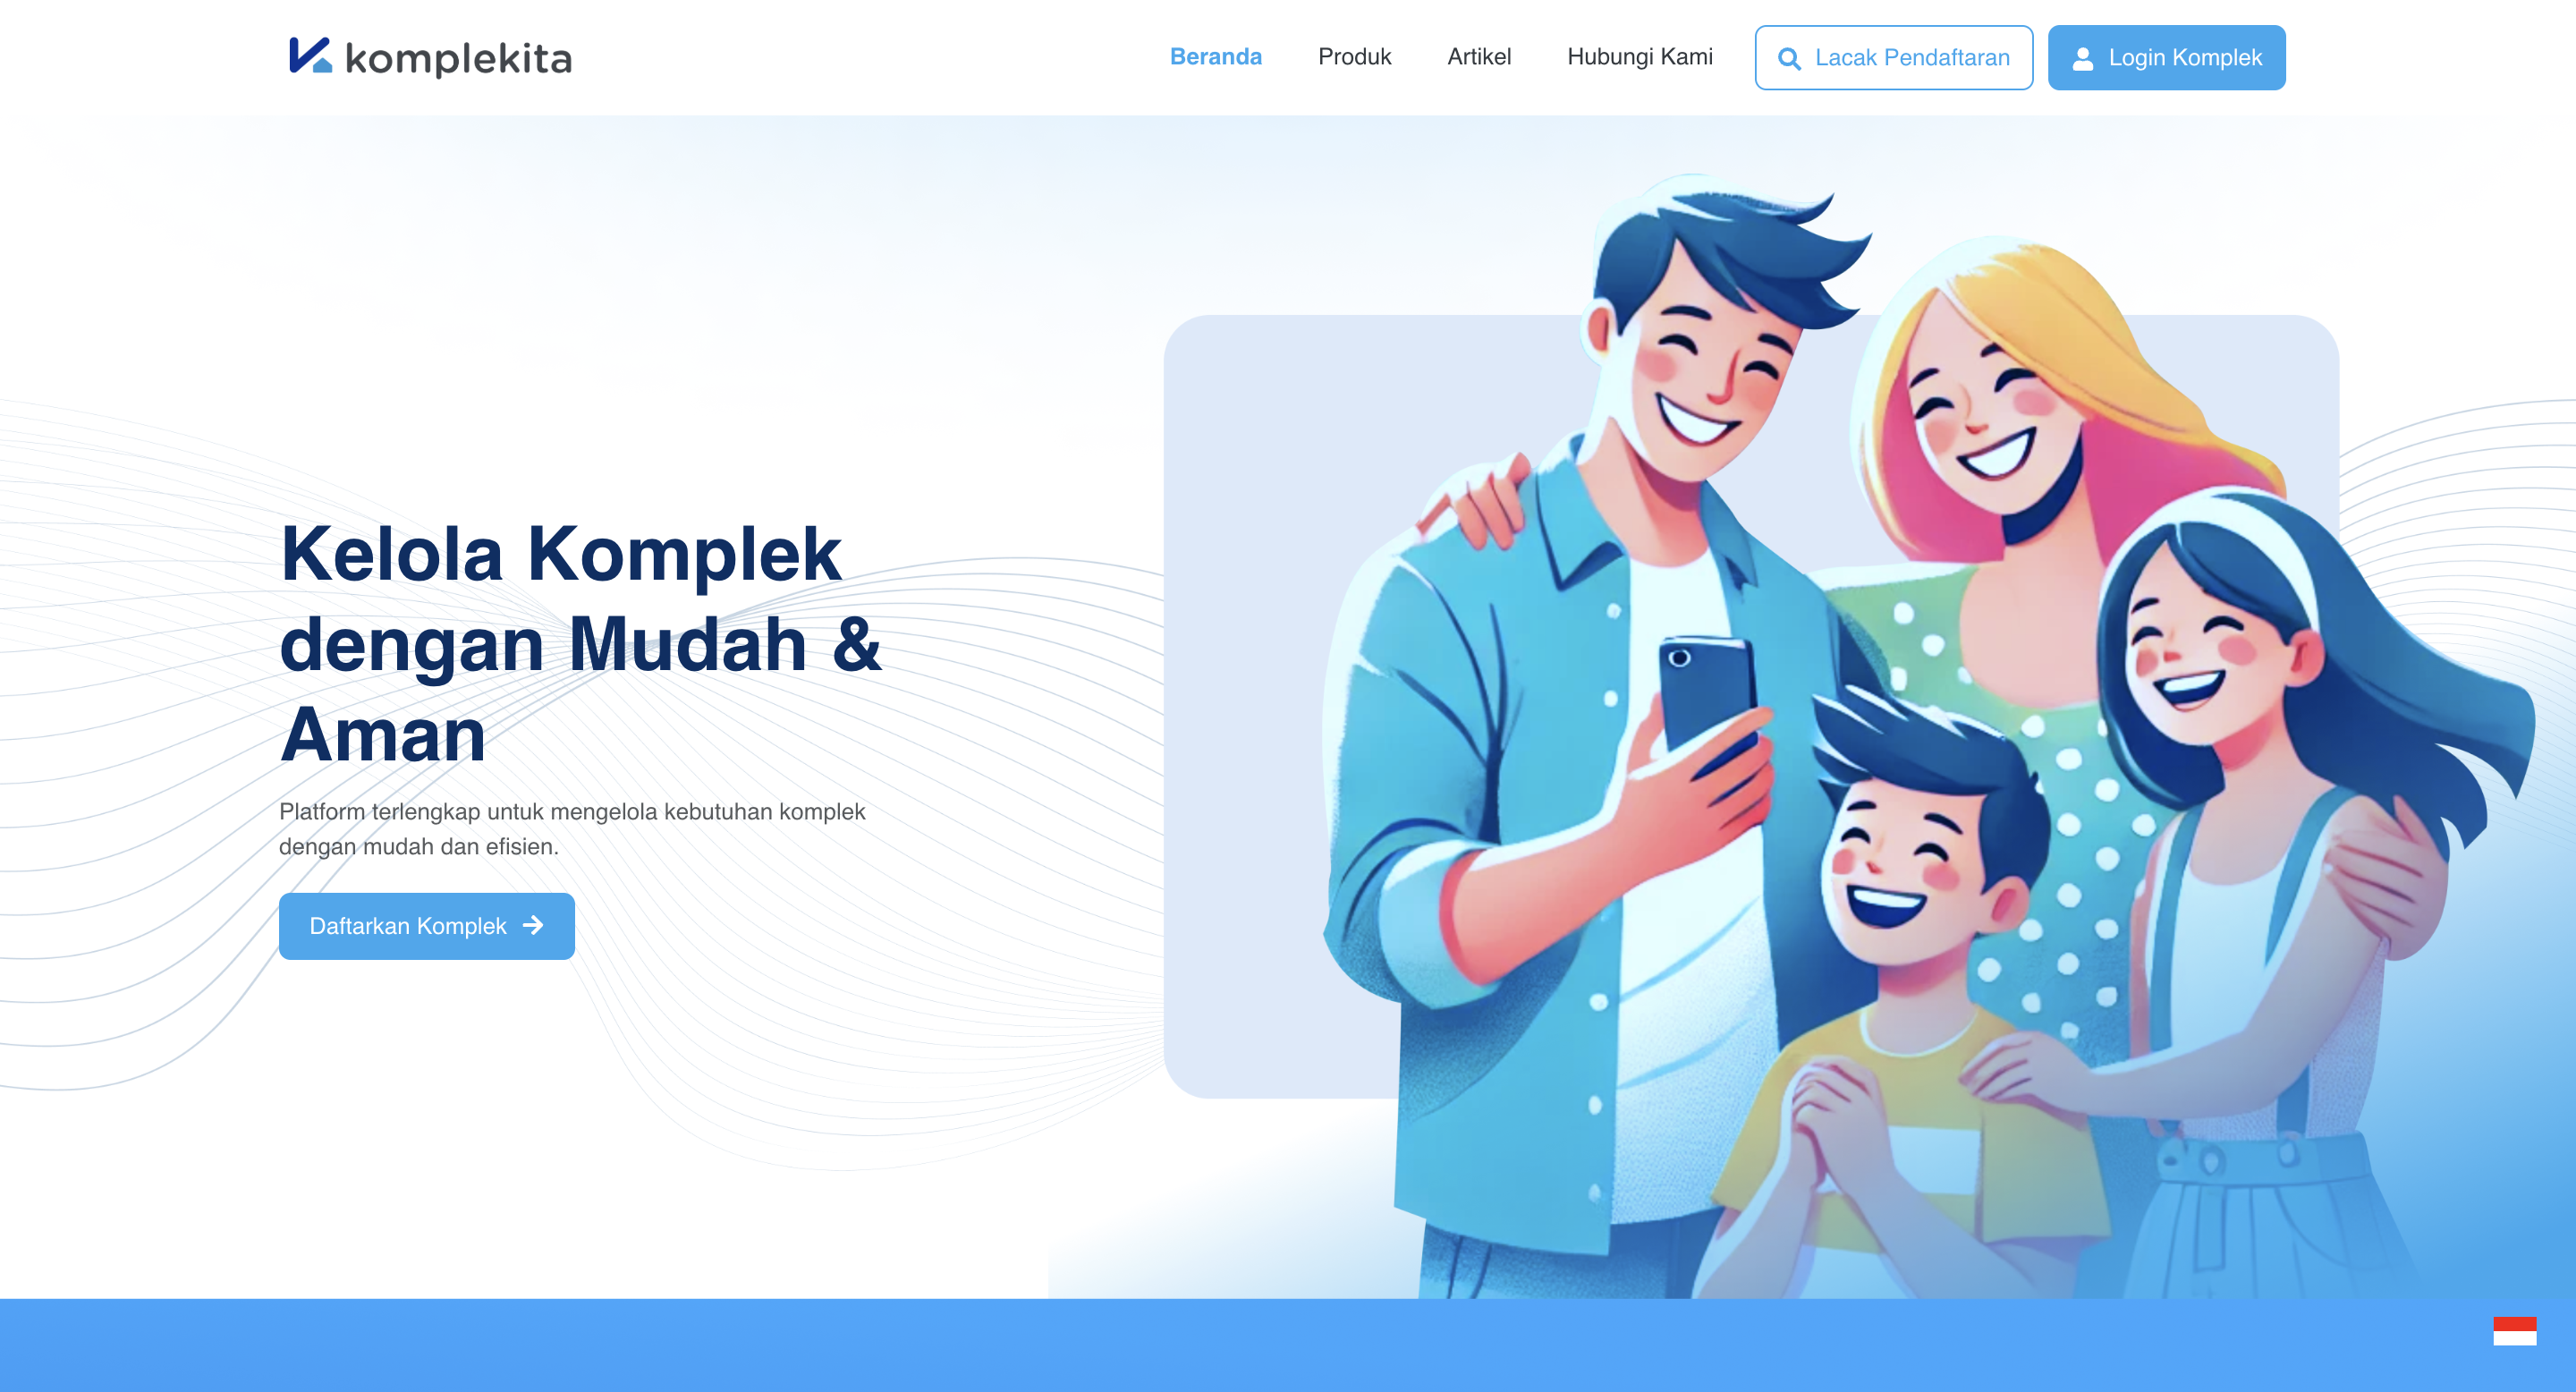 komplekita
Beranda
Produk
Artikel
Hubungi Kami
Lacak Pendaftaran
Login Komplek
Kelola Komplek
dengan Mudah &
Aman
Platform terlengkap untuk mengelola kebutuhan komplek
dengan mudah dan efisien.
Daftarkan Komplek